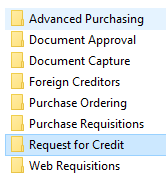 Advanced Purchasing
Document Approval
Document Capture
Foreign Creditors
Purchase Ordering
Purchase Requisitions
Request for Credit
Web Requisitions